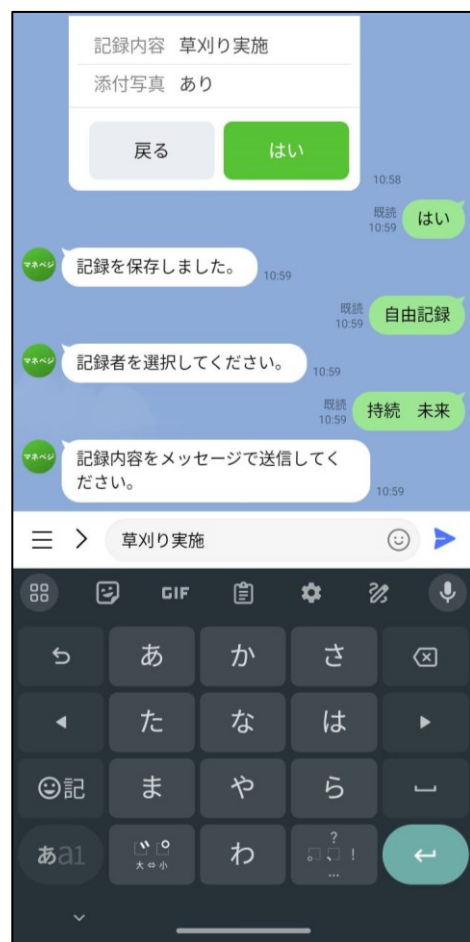 記録内容 草刈り実施
添付写真 あり
戻る はい
10:58
既読
10:59 はい
マネベジ 記録を保存しました。 10:59
既読
10:59 自由記録
マネベジ 記録者を選択してください。 10:59
既読
10:59 持続 未来
マネベジ 記録内容をメッセージで送信してく
ださい。 10:59
草刈り実施
GIF
あ か さ
た な は
記 ま や ら
あa1 大⇔小 わ 、 ? ! …